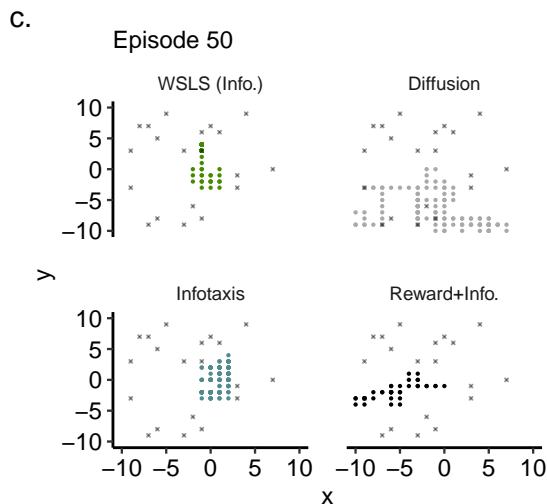 c.
Episode 50
WSLS (Info.) Diffusion
10
5
0
−5
−10
y
Infotaxis Reward+Info.
10
5
0
−5
−10
−10 −5 0 5 10 −10 −5 0 5 10
x